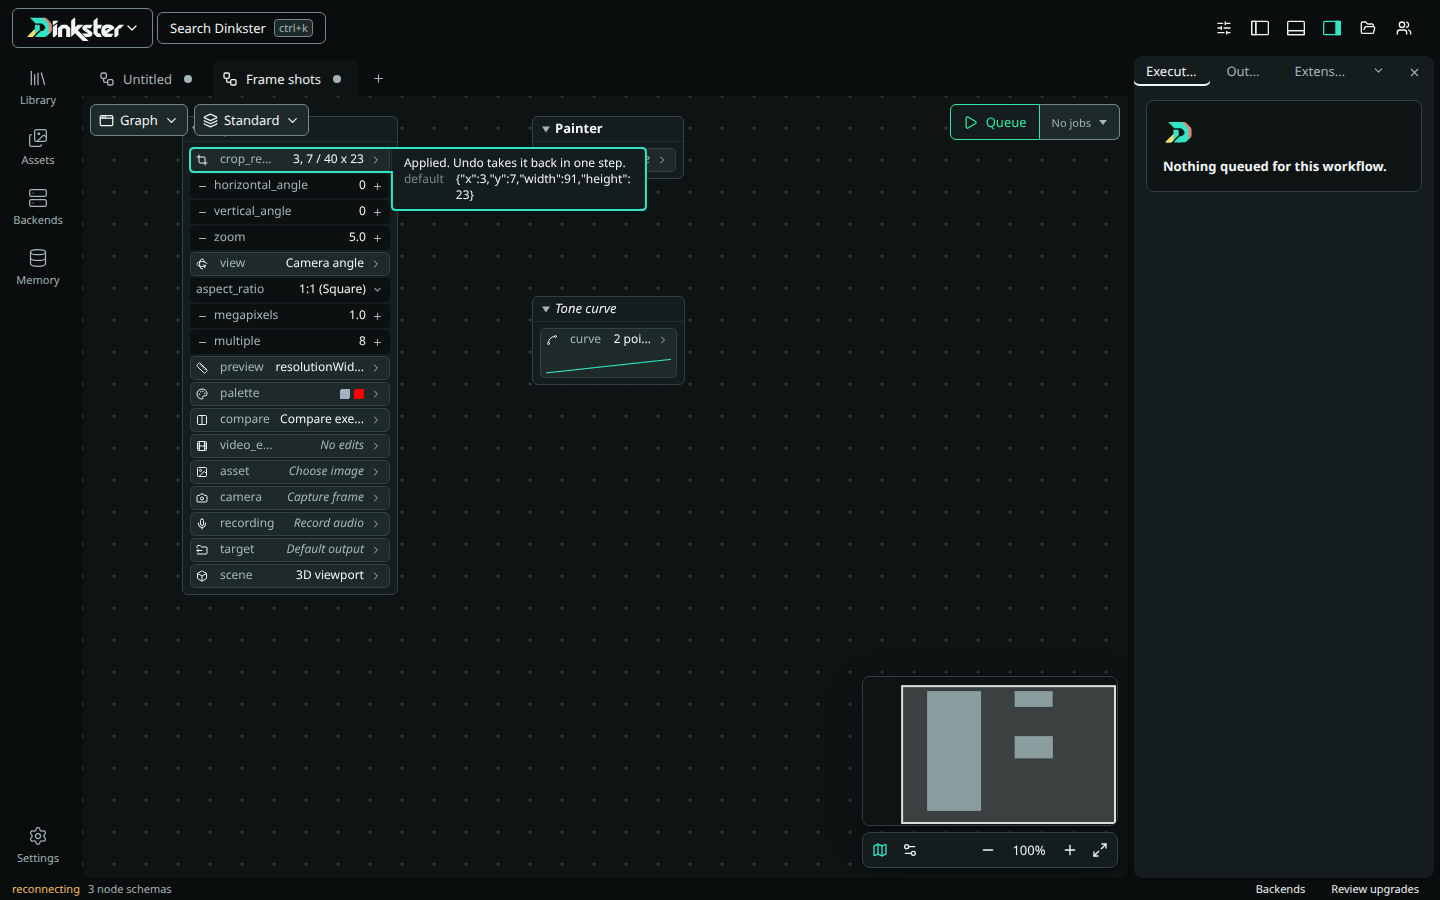 Dinkster
Search Dinkster ctrl+k
Library
Assets
Backends
Memory
Settings
Untitled
Frame shots
Graph
Standard
Queue
No jobs
crop_re... 3, 7 / 40 x 23
horizontal_angle 0
vertical_angle 0
zoom 5.0
view Camera angle
aspect_ratio 1:1 (Square)
megapixels 1.0
multiple 8
preview resolutionWid...
palette
compare Compare exe...
video_e... No edits
asset Choose image
camera Capture frame
recording Record audio
target Default output
scene 3D viewport
Applied. Undo takes it back in one step.
default {"x":3,"y":7,"width":91,"height":
23}
Painter
Tone curve
curve 2 poi...
100%
Execut... Out... Extens...
Nothing queued for this workflow.
reconnecting 3 node schemas
Backends Review upgrades